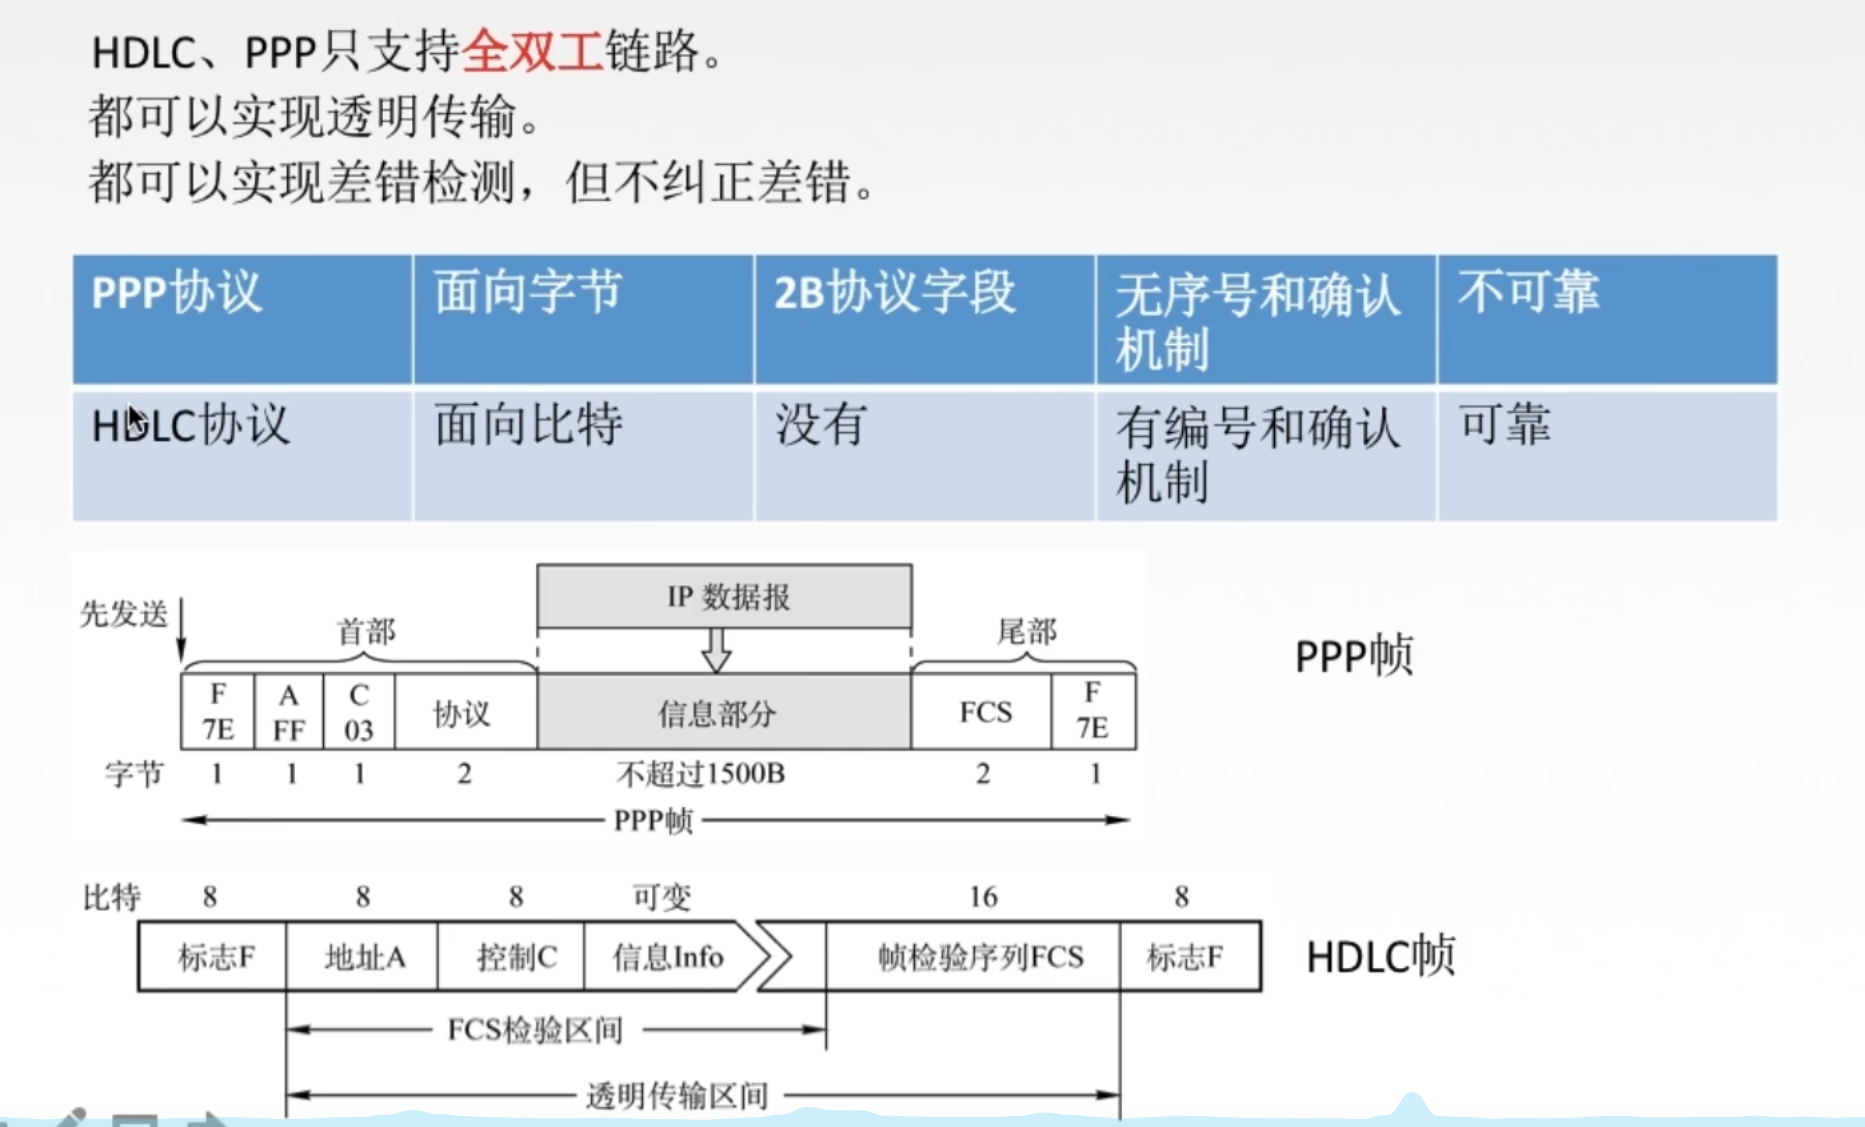 HDLC、PPP只支持全双工链路。
都可以实现透明传输。
都可以实现差错检测，但不纠正差错。
PPP协议 面向字节 2B协议字段 无序号和确认机制 不可靠
HDLC协议 面向比特 没有 有编号和确认机制 可靠
IP 数据报
先发送 首部 尾部
PPP帧
F 7E A FF C 03 协议 信息部分 FCS F 7E
字节 1 1 1 2 不超过1500B 2 1
PPP帧
比特 8 8 8 可变 16 8
标志F 地址A 控制C 信息Info 帧检验序列FCS 标志F
HDLC帧
FCS检验区间
透明传输区间